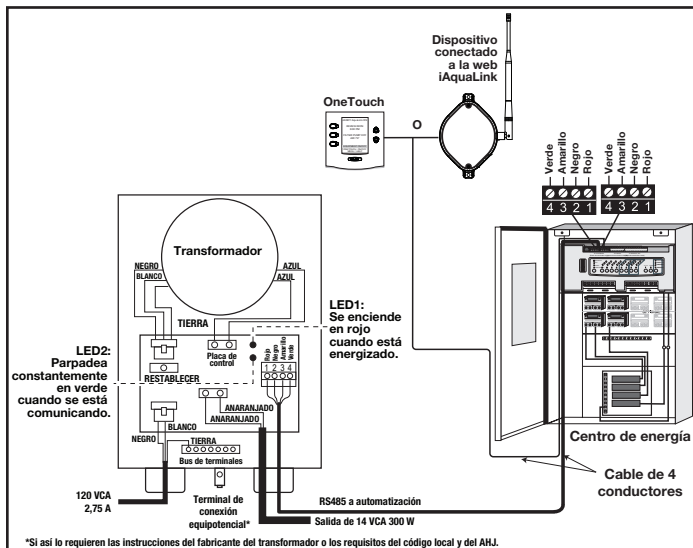 Dispositivo
conectado
a la web
iAquaLink
OneTouch
O
Verde
Amarillo
Negro
Rojo
4 3 2 1
Verde
Amarillo
Negro
Rojo
4 3 2 1
Transformador
NEGRO
BLANCO
AZUL
AZUL
TIERRA
LED1:
Se enciende
en rojo
cuando está
energizado.
LED2:
Parpadea
constantemente
en verde
cuando se está
comunicando.
Placa de
control
RESTABLECER
Rojo
Negro
Amarillo
Verde
1 2 3 4
ANARANJADO
ANARANJADO
BLANCO
NEGRO
TIERRA
Bus de terminales
Centro de energía
Cable de 4
conductores
120 VCA
2,75 A
Terminal de
conexión
equipotencial*
RS485 a automatización
Salida de 14 VCA 300 W
*Si asi lo requieren las instrucciones del fabricante del transformador o los requisitos del código local y del AHJ.